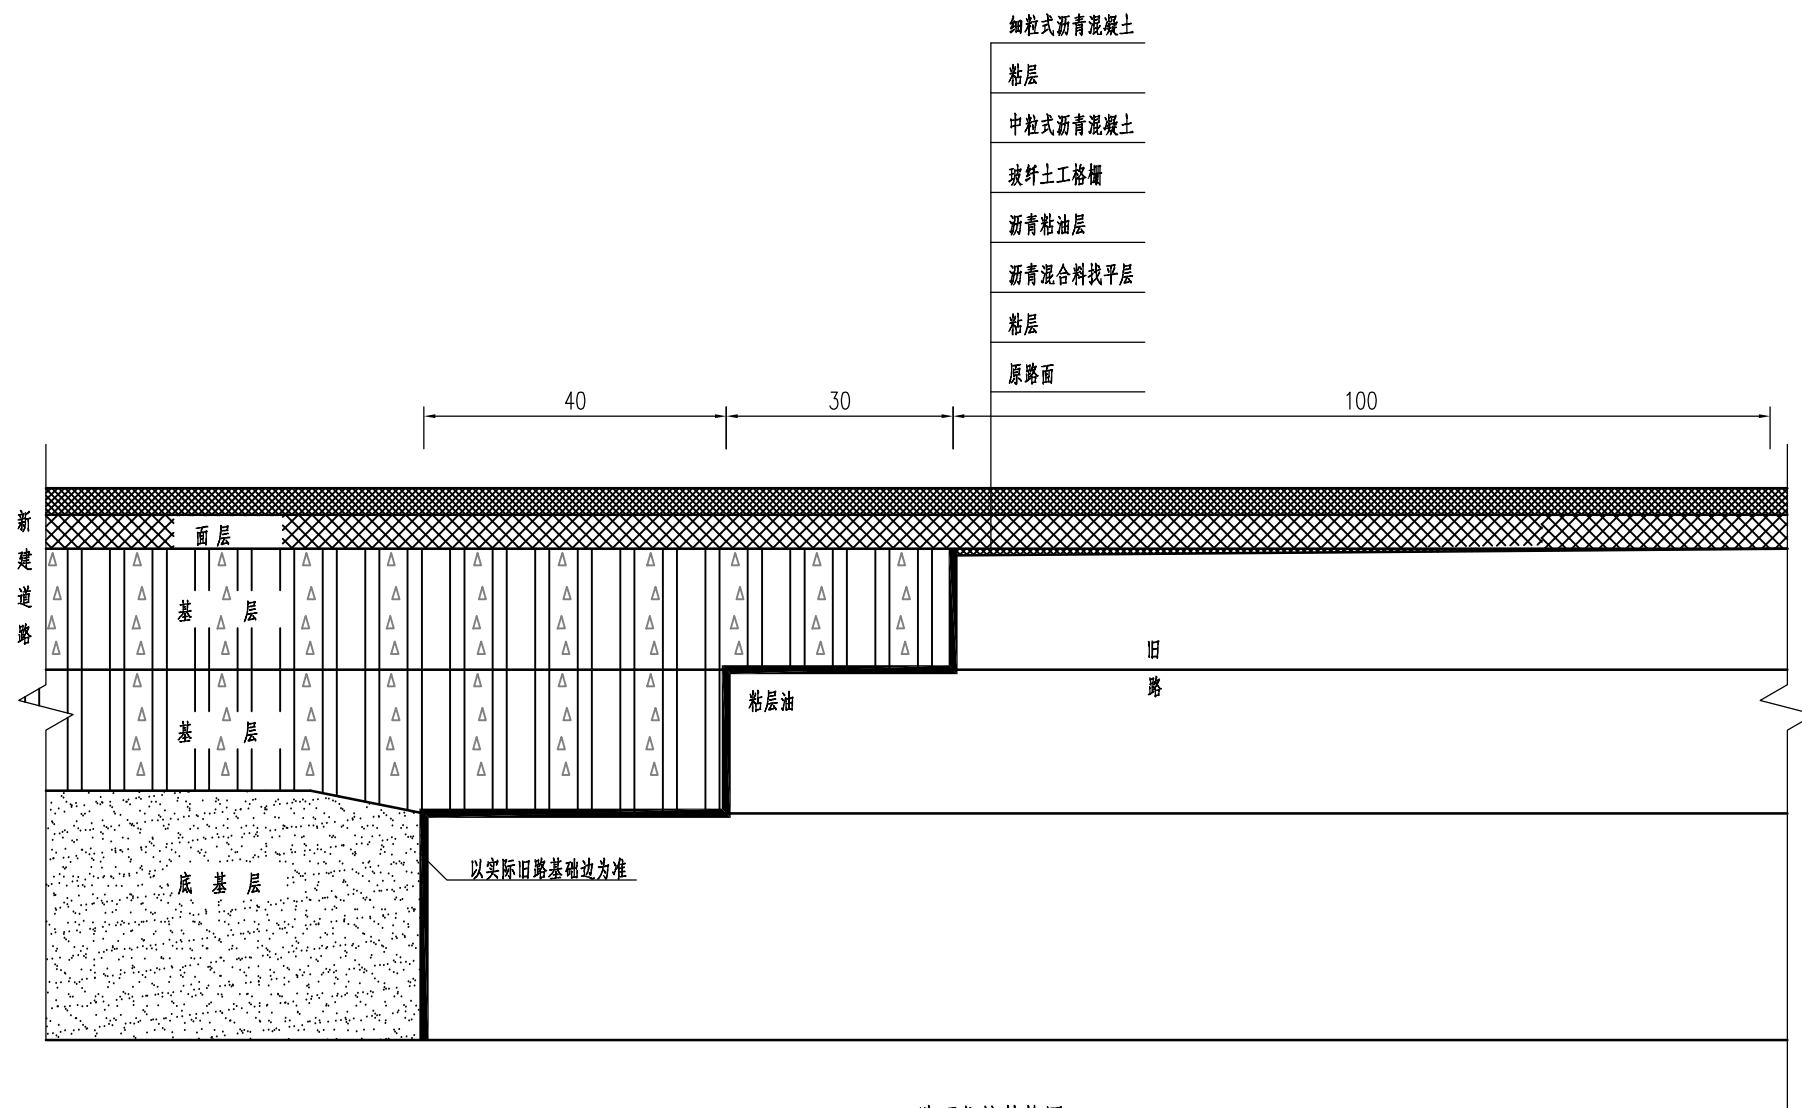 细粒式沥青混凝土
粘层
中粒式沥青混凝土
玻纤土工格栅
沥青粘油层
沥青混合料找平层
粘层
原路面
40
30
100
新建道路
面层
基层
旧路
粘层油
基层
以实际旧路基础边为准
底基层